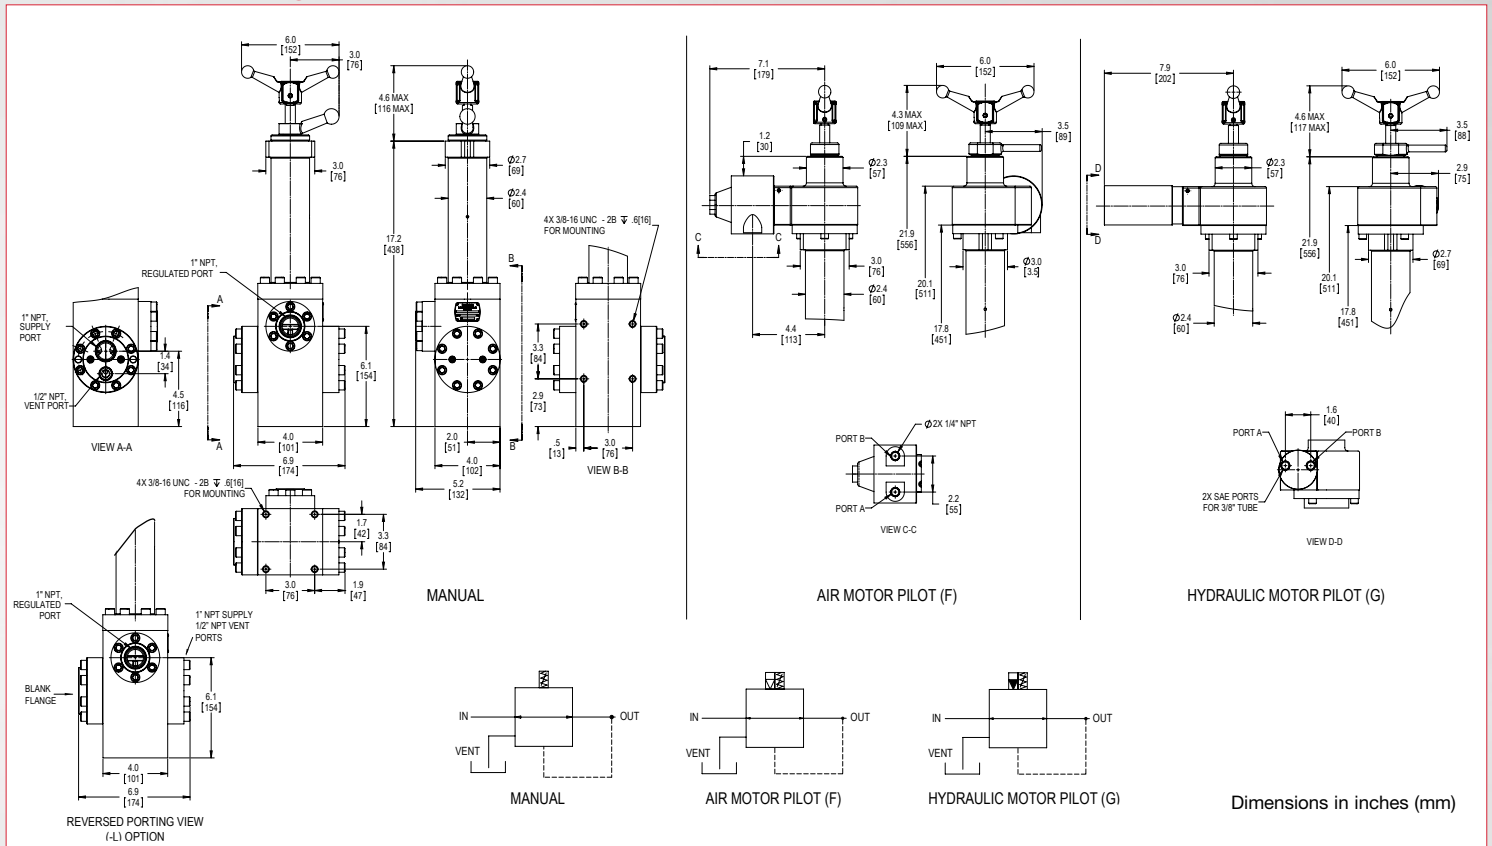 6.0
[152]
3.0
[76]
3.0
[76]
1" NPT,
REGULATED PORT
1" NPT,
SUPPLY
PORT
1/2" NPT,
VENT PORT
1.4
[34]
4.5
[116]
VIEW A-A
A
A
6.1
[154]
4.0
[101]
6.9
[174]
4.6 MAX
[116 MAX]
17.2
[438]
Ø2.7
[69]
Ø2.4
[60]
B
B
2.0
[51]
4.0
[102]
5.2
[132]
4X 3/8-16 UNC - 2B ↧ .6[16]
FOR MOUNTING
3.3
[84]
2.9
[73]
.5
[13]
3.0
[76]
VIEW B-B
4X 3/8-16 UNC - 2B ↧ .6[16]
FOR MOUNTING
1.7
[42]
3.3
[84]
3.0
[76]
1.9
[47]
MANUAL
1" NPT,
REGULATED
PORT
1" NPT SUPPLY
1/2" NPT VENT
PORTS
BLANK
FLANGE
6.1
[154]
4.0
[101]
6.9
[174]
REVERSED PORTING VIEW
(-L) OPTION
7.1
[179]
1.2
[30]
Ø2.3
[57]
C
C
3.0
[76]
Ø2.4
[60]
4.4
[113]
6.0
[152]
4.3 MAX
[109 MAX]
3.5
[89]
21.9
[556]
20.1
[511]
17.8
[451]
Ø3.0
[3.5]
Ø2X 1/4" NPT
PORT B
PORT A
2.2
[55]
VIEW C-C
AIR MOTOR PILOT (F)
7.9
[202]
D
D
Ø2.3
[57]
3.0
[76]
Ø2.4
[60]
6.0
[152]
4.6 MAX
[117 MAX]
3.5
[88]
2.9
[75]
21.9
[556]
20.1
[511]
17.8
[451]
Ø2.7
[69]
1.6
[40]
PORT A
PORT B
2X SAE PORTS
FOR 3/8" TUBE
VIEW D-D
HYDRAULIC MOTOR PILOT (G)
IN
OUT
VENT
MANUAL
IN
OUT
VENT
AIR MOTOR PILOT (F)
IN
OUT
VENT
HYDRAULIC MOTOR PILOT (G)
Dimensions in inches (mm)